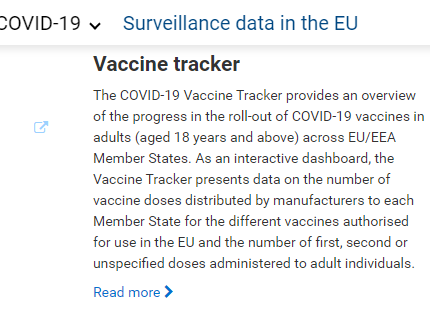 COVID-19 Surveillance data in the EU
Vaccine tracker
The COVID-19 Vaccine Tracker provides an overview
of the progress in the roll-out of COVID-19 vaccines in
adults (aged 18 years and above) across EU/EEA
Member States. As an interactive dashboard, the
Vaccine Tracker presents data on the number of
vaccine doses distributed by manufacturers to each
Member State for the different vaccines authorised
for use in the EU and the number of first, second or
unspecified doses administered to adult individuals.
Read more